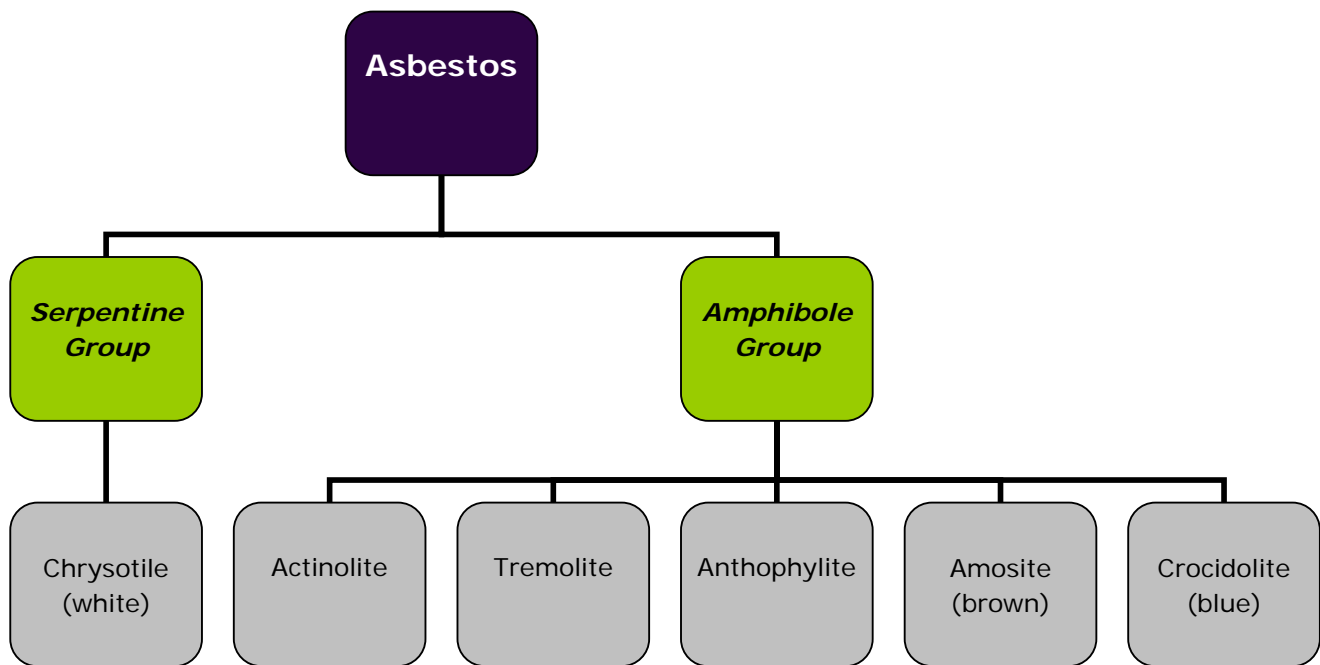 Asbestos
Serpentine
Group
Amphibole
Group
Chrysotile
(white)
Actinolite
Tremolite
Anthophylite
Amosite
(brown)
Crocidolite
(blue)